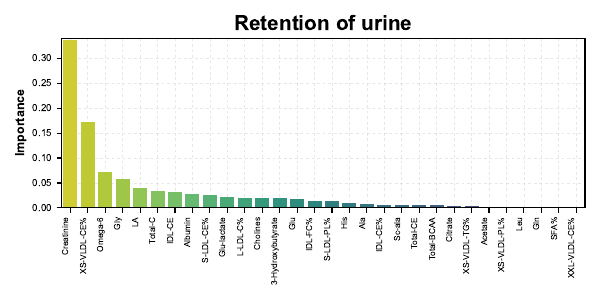 Retention of urine
Importance
0.30
0.25
0.20
0.15
0.10
0.05
0.00
Creatinine
XS-VLDL-CE%
Omega-6
Gly
LA
Total-C
IDL-CE
Albumin
S-LDL-CE%
Glu-lactate
L-LDL-C%
Cholines
3-Hydroxybutyrate
Glu
IDL-FC%
S-LDL-PL%
His
Ala
IDL-CE%
Sc-ala
Total-CE
Total-BCAA
Citrate
XS-VLDL-TG%
Acetate
XS-VLDL-PL%
Leu
Gln
SFA%
XXL-VLDL-CE%